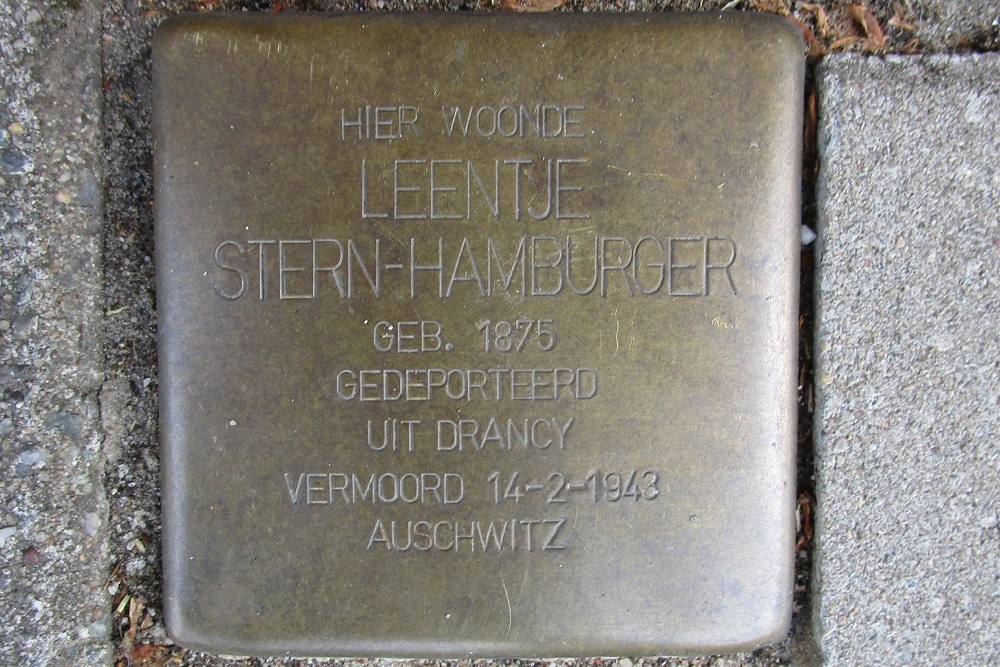 HIER WOONDE
LEENTJE
STERN-HAMBURGER
GEB. 1875
GEDEPORTEERD
UIT DRANCY
VERMOORD 14-2-1943
AUSCHWITZ